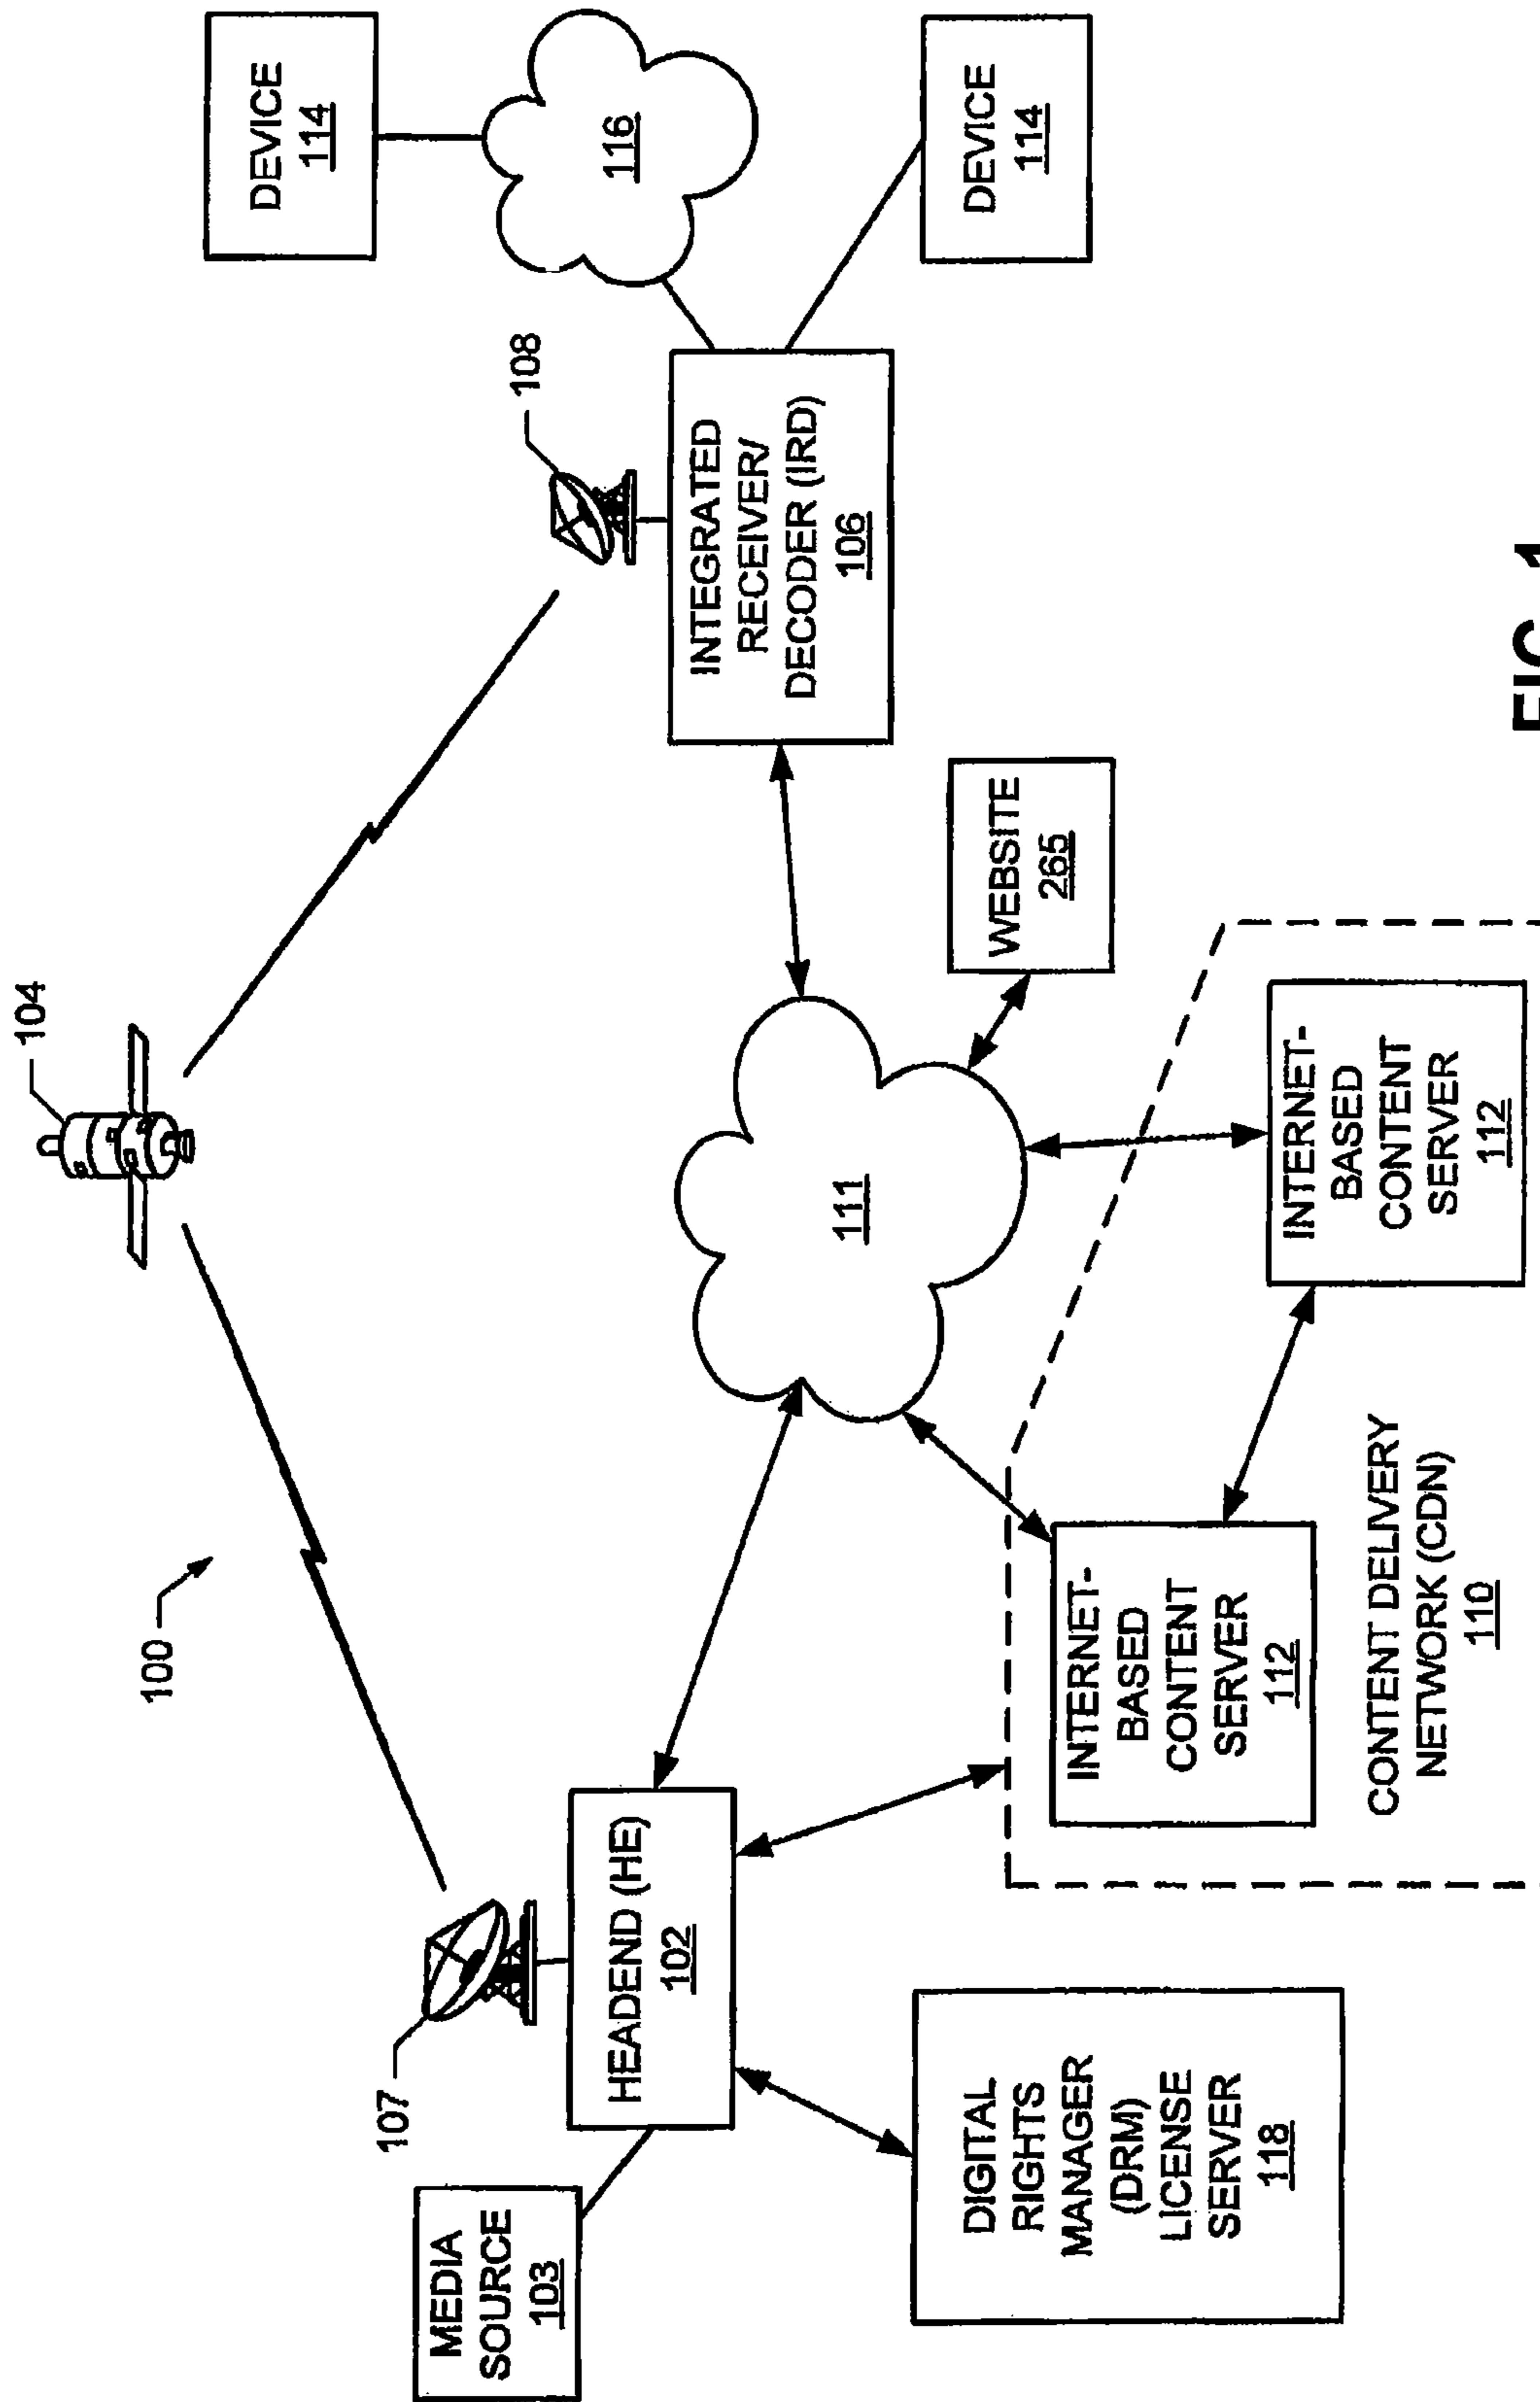 104
100
107
108
MEDIA
SOURCE
103
HEADEND (HE)
102
111
INTEGRATED
RECEIVER/
DECODER (IRD)
106
DEVICE
114
116
DEVICE
114
WEBSITE
265
DIGITAL
RIGHTS
MANAGER
(DRM)
LICENSE
SERVER
118
INTERNET-
BASED
CONTENT
SERVER
112
INTERNET-
BASED
CONTENT
SERVER
112
CONTENT DELIVERY
NETWORK (CDN)
110
FIG. 1